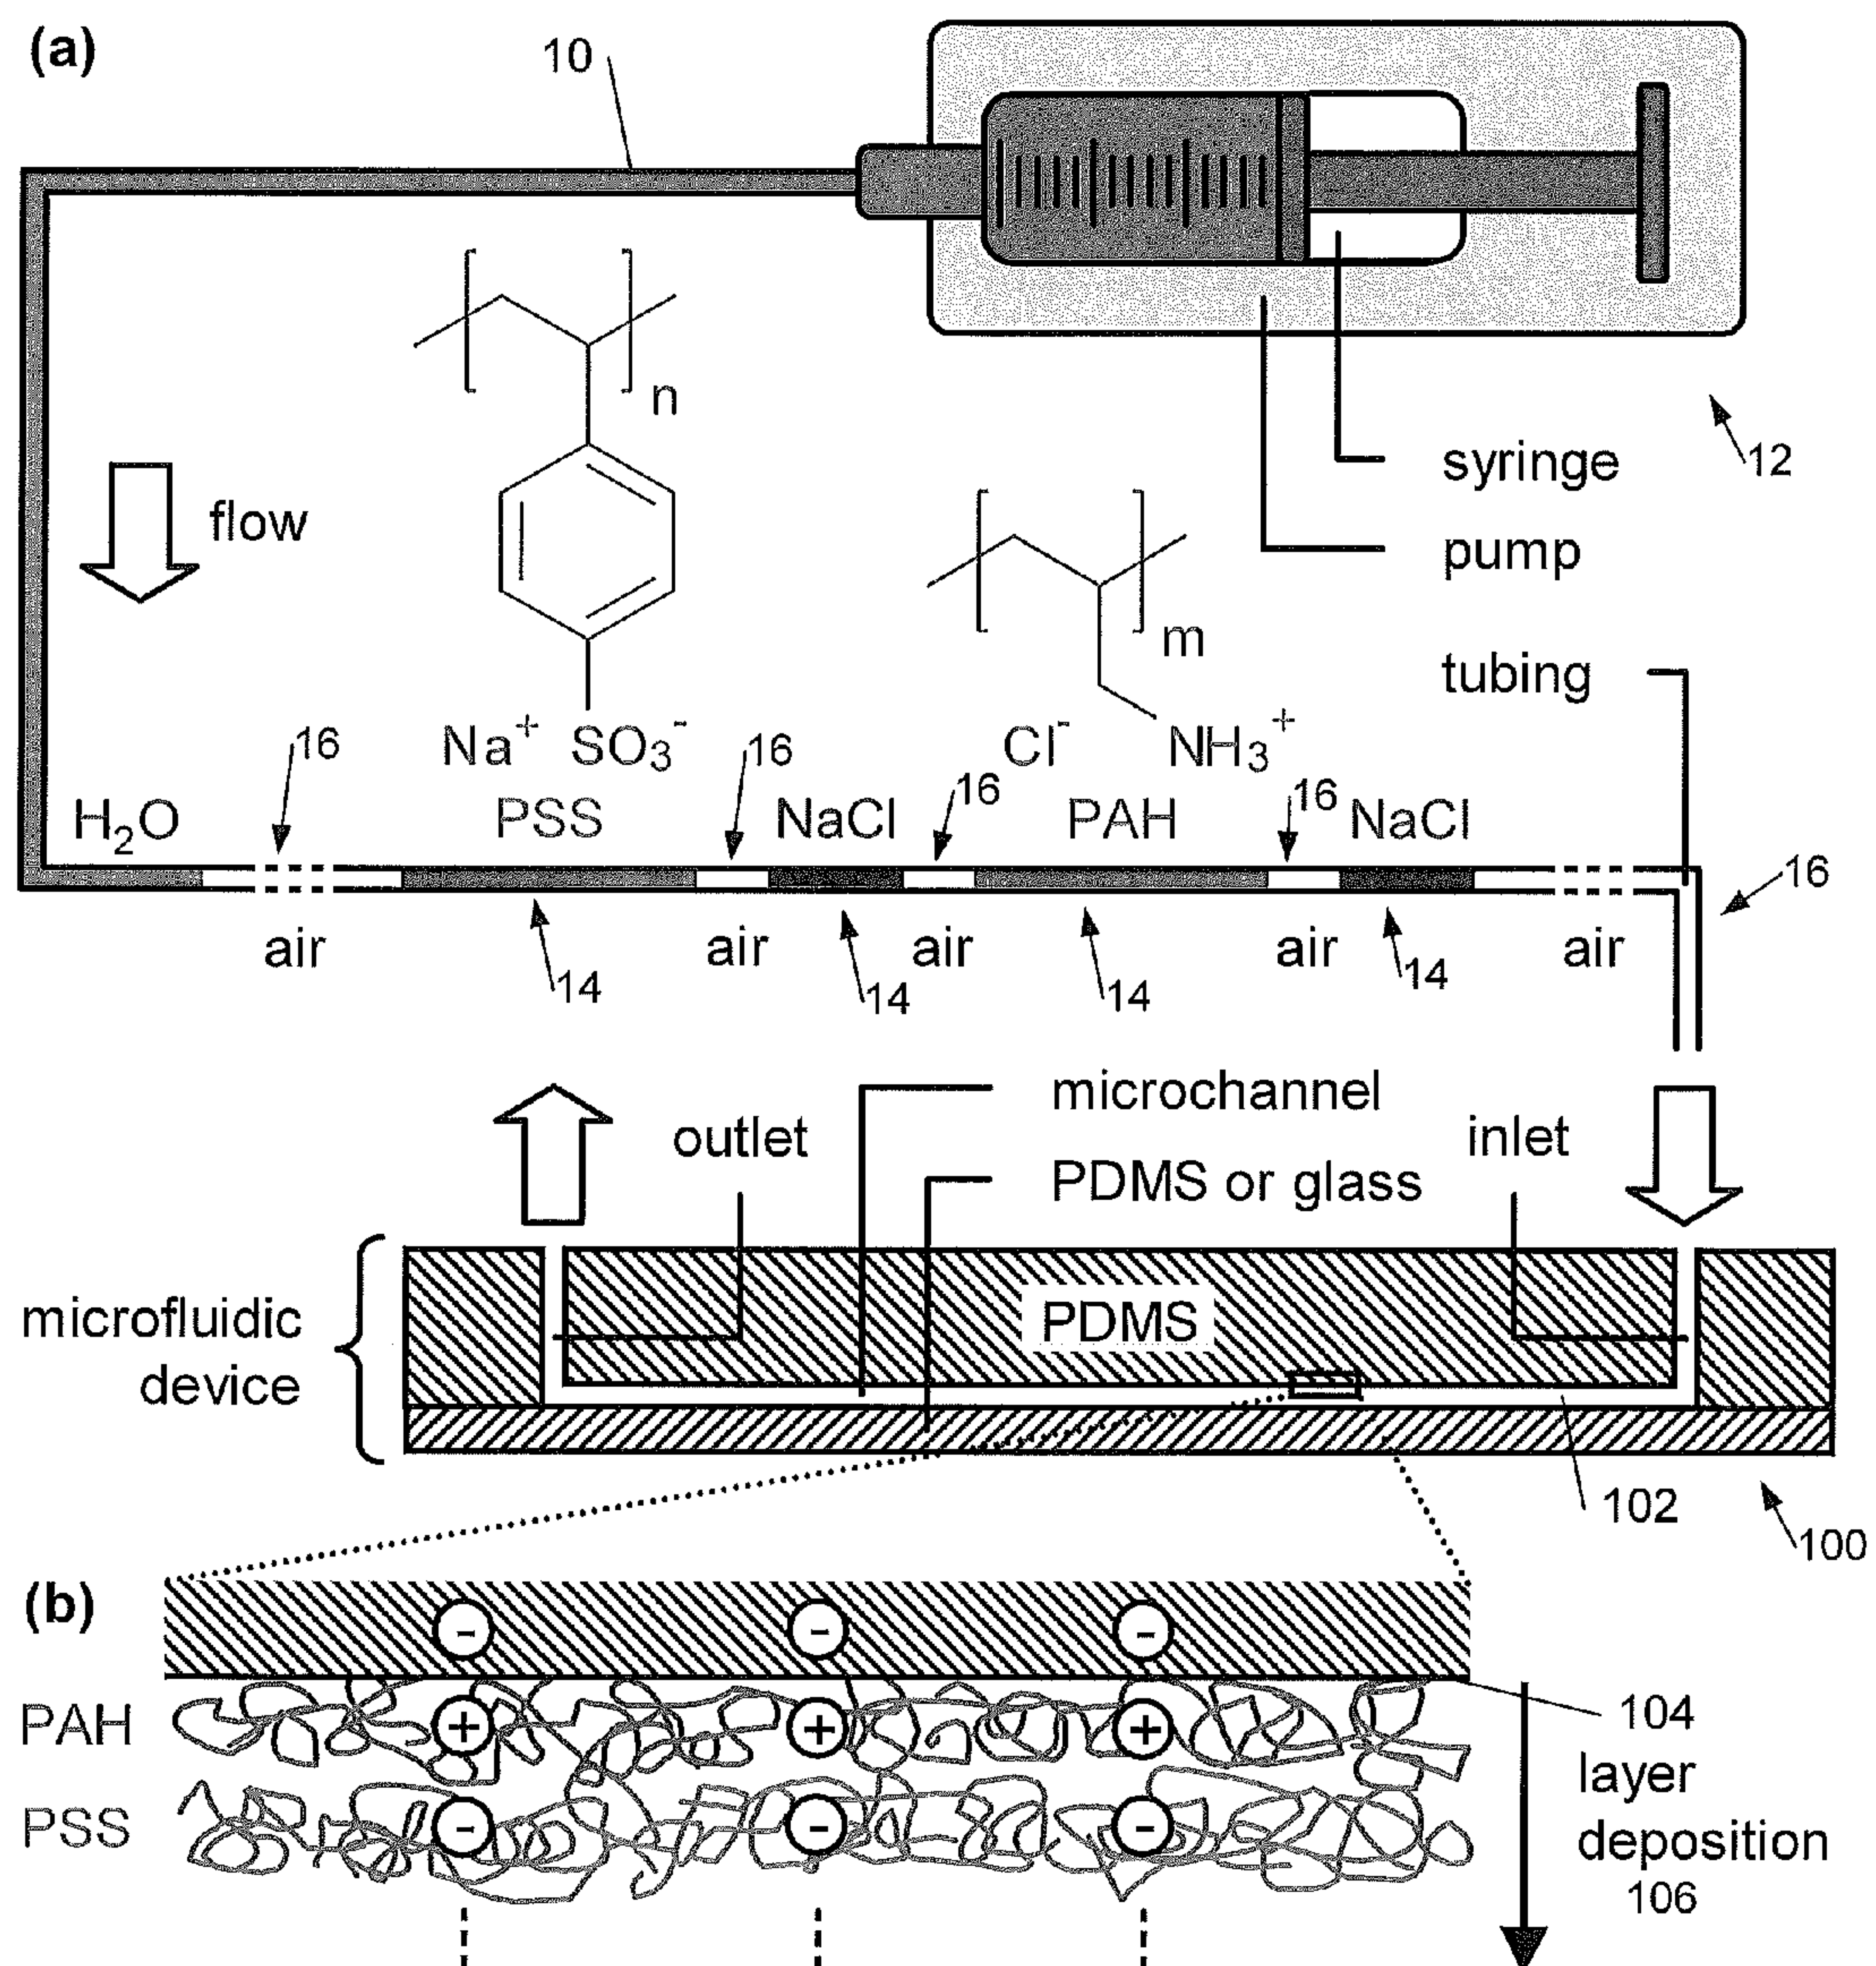 (a)
10
n
12
syringe
flow
pump
m
tubing
Na+ SO3-
Cl- NH3+
16
16
16
16
H2O
PSS
NaCl
PAH
NaCl
16
air
air
air
air
air
14
14
14
14
microchannel
outlet
inlet
PDMS or glass
microfluidic
device
PDMS
102
100
(b)
- - -
PAH
+ + +
104
PSS
- - -
layer
deposition
106